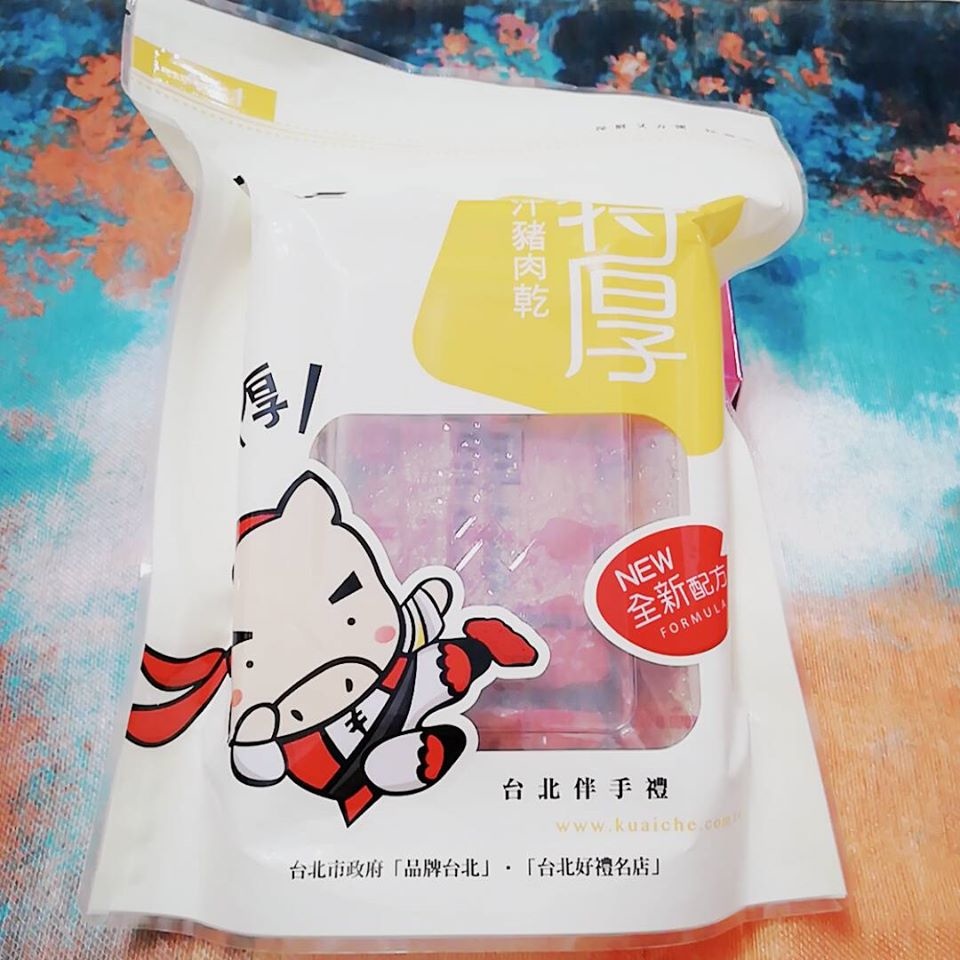 特厚
汁豬肉乾
厚
NEW
全新配方
FORMULA
台北伴手禮
www.kuaiche.com
台北市政府「品牌台北」・「台北好禮名店」